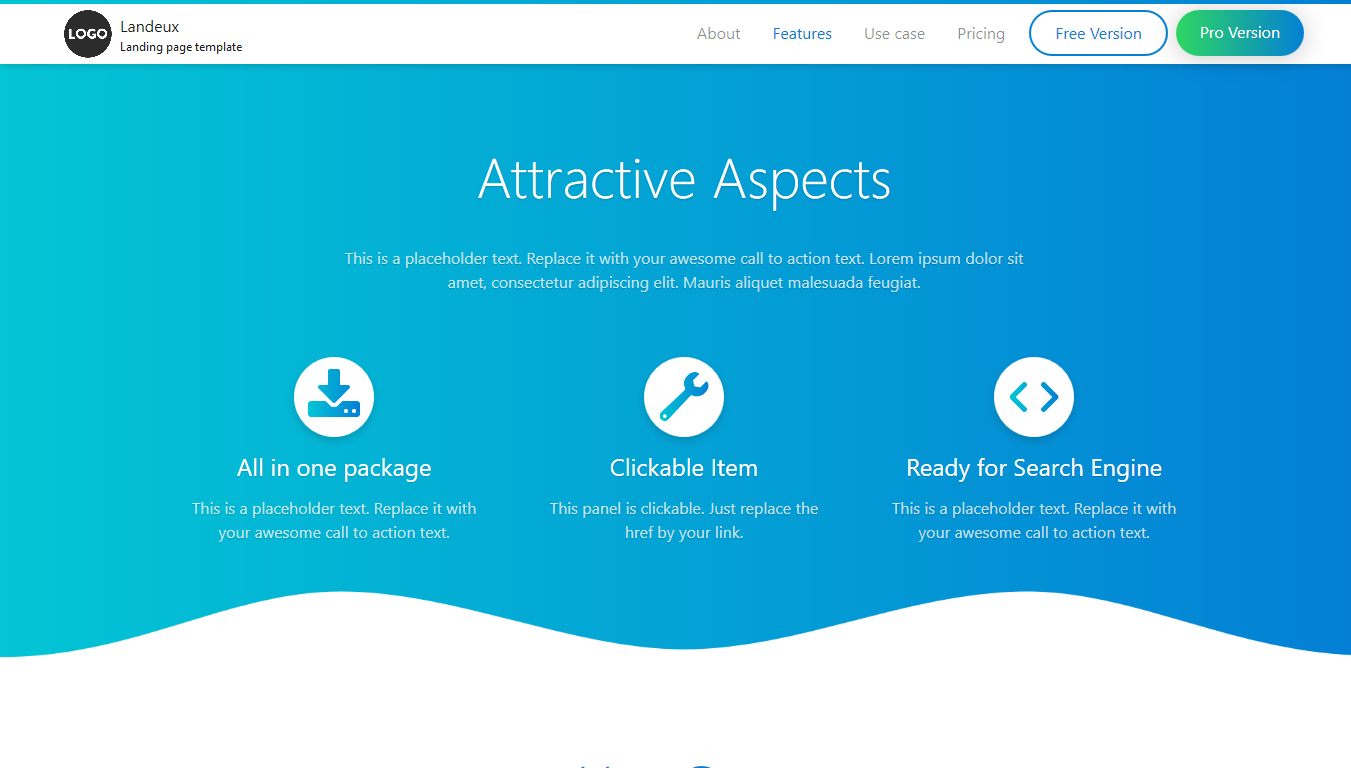 LOGO
Landeux
Landing page template
About
Features
Use case
Pricing
Free Version
Pro Version
Attractive Aspects
This is a placeholder text. Replace it with your awesome call to action text. Lorem ipsum dolor sit
amet, consectetur adipiscing elit. Mauris aliquet malesuada feugiat.
All in one package
This is a placeholder text. Replace it with
your awesome call to action text.
Clickable Item
This panel is clickable. Just replace the
href by your link.
Ready for Search Engine
This is a placeholder text. Replace it with
your awesome call to action text.